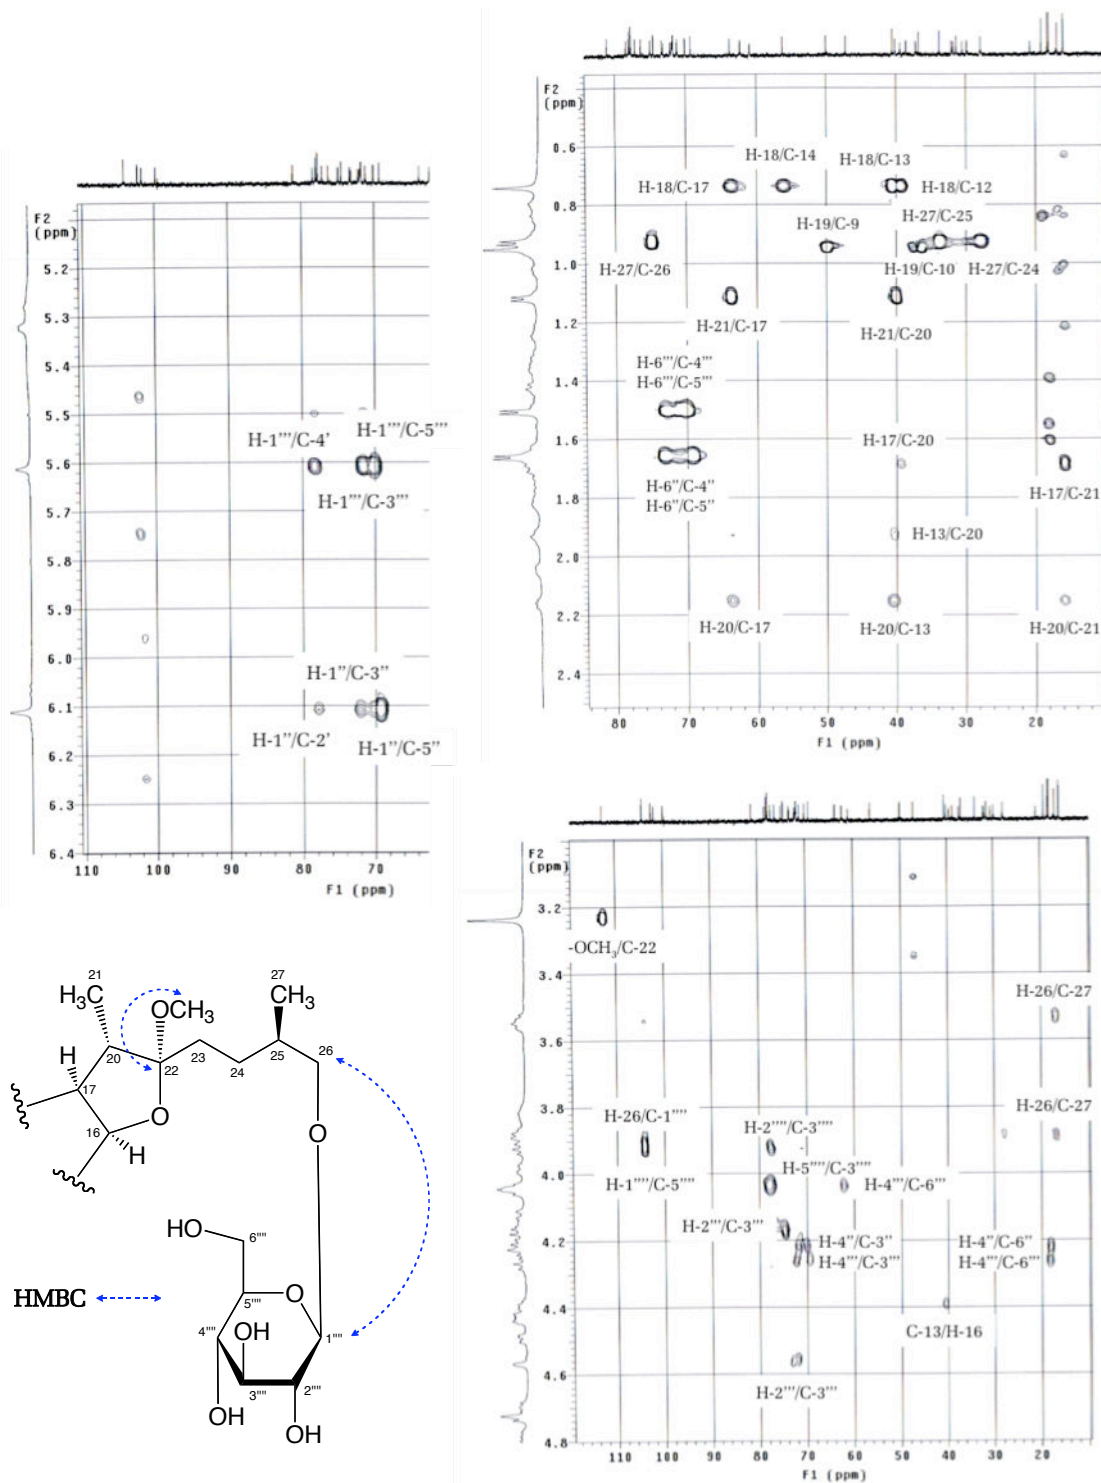 F2
(ppm)
5.2
5.3
5.4
5.5
5.6
5.7
5.8
5.9
6.0
6.1
6.2
6.3
6.4
H-1'''/C-4'
H-1'''/C-5'''
H-1'''/C-3'''
H-1''/C-3''
H-1''/C-2'
H-1''/C-5''
110 100 90 80 70
F1 (ppm)
F2
(ppm)
0.6
0.8
1.0
1.2
1.4
1.6
1.8
2.0
2.2
2.4
H-18/C-14
H-18/C-13
H-18/C-17
H-18/C-12
H-19/C-9
H-27/C-25
H-27/C-26
H-19/C-10
H-27/C-24
H-21/C-17
H-21/C-20
H-6'''/C-4'''
H-6'''/C-5'''
H-17/C-20
H-6''/C-4''
H-6''/C-5''
H-17/C-21
H-13/C-20
H-20/C-17
H-20/C-13
H-20/C-21
80 70 60 50 40 30 20
F1 (ppm)
F2
(ppm)
3.2
3.4
3.6
3.8
4.0
4.2
4.4
4.6
4.8
-OCH3/C-22
H-26/C-27
H-26/C-1''''
H-2''''/C-3''''
H-26/C-27
H-5''''/C-3''''
H-1''''/C-5''''
H-4'''/C-6'''
H-2'''/C-3'''
H-4''/C-3''
H-4''/C-6''
H-4'''/C-3'''
H-4'''/C-6'''
C-13/H-16
H-2'''/C-3'''
110 100 90 80 70 60 50 40 30 20
F1 (ppm)
21
H3C
27
CH3
OCH3
20
H
17
22
23
24
25
26
O
16
H
O
HO
6''''
HMBC
5''''
O
4''''
OH
1''''
3''''
2''''
OH
OH